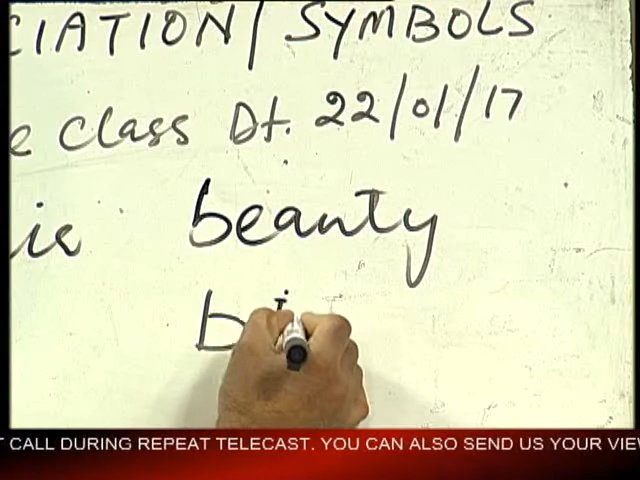 CIATION/SYMBOLS
e Class Dt. 22/01/17
is beauty
b
T CALL DURING REPEAT TELECAST. YOU CAN ALSO SEND US YOUR VIE